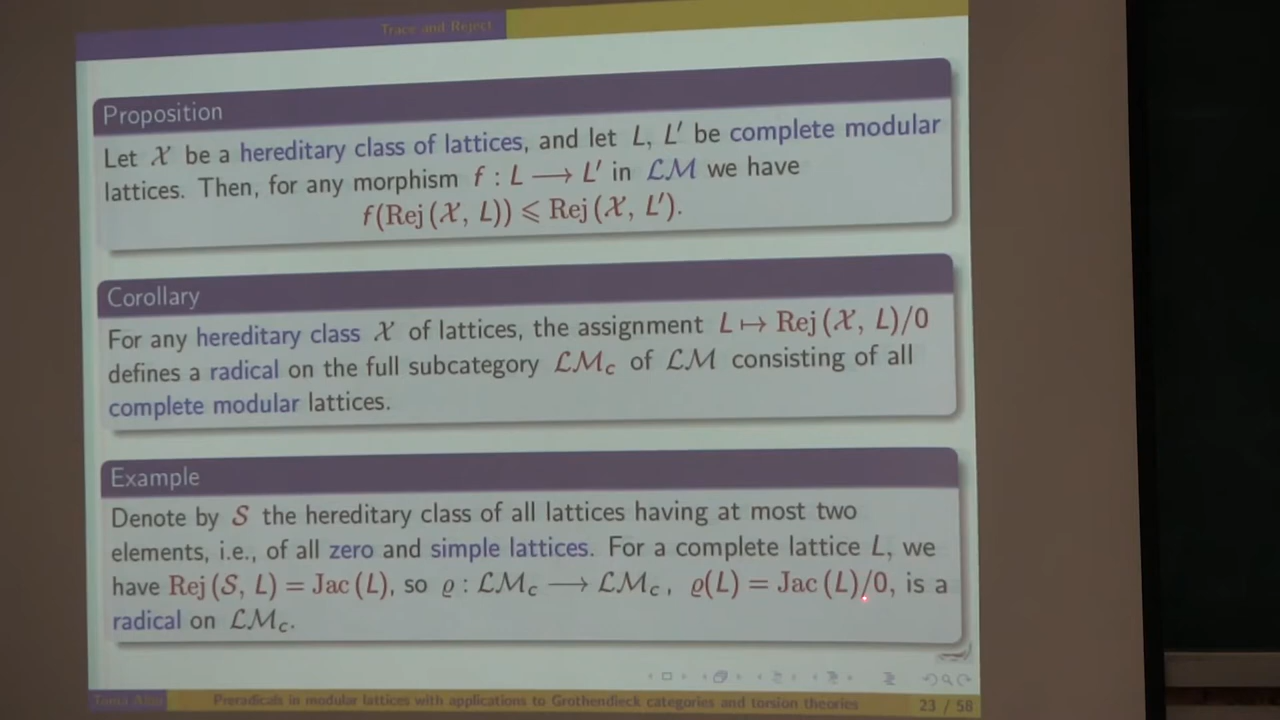 Trace and Reject
Proposition
Let 𝒳 be a hereditary class of lattices, and let L, L′ be complete modular
lattices. Then, for any morphism f : L ⟶ L′ in ℒℳ we have
f(Rej (𝒳, L)) ⩽ Rej (𝒳, L′).
Corollary
For any hereditary class 𝒳 of lattices, the assignment L ↦ Rej (𝒳, L)/0
defines a radical on the full subcategory ℒℳ_c of ℒℳ consisting of all
complete modular lattices.
Example
Denote by 𝒮 the hereditary class of all lattices having at most two
elements, i.e., of all zero and simple lattices. For a complete lattice L, we
have Rej (𝒮, L) = Jac (L), so ϱ : ℒℳ_c ⟶ ℒℳ_c, ϱ(L) = Jac (L)/0, is a
radical on ℒℳ_c.
Toma Albu
Preradicals in modular lattices with applications to Grothendieck categories and torsion theories
23 / 58